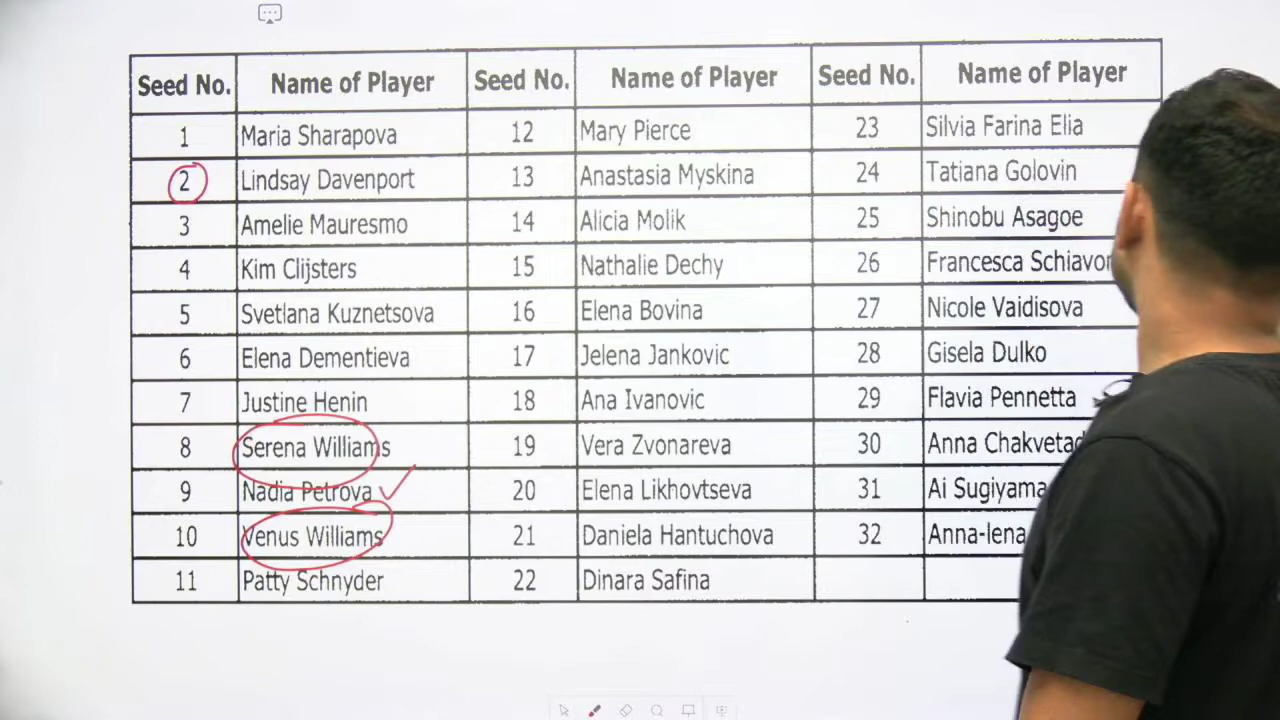 Seed No. Name of Player Seed No. Name of Player Seed No. Name of Player
1 Maria Sharapova 12 Mary Pierce 23 Silvia Farina Elia
2 Lindsay Davenport 13 Anastasia Myskina 24 Tatiana Golovin
3 Amelie Mauresmo 14 Alicia Molik 25 Shinobu Asagoe
4 Kim Clijsters 15 Nathalie Dechy 26 Francesca Schiavon
5 Svetlana Kuznetsova 16 Elena Bovina 27 Nicole Vaidisova
6 Elena Dementieva 17 Jelena Jankovic 28 Gisela Dulko
7 Justine Henin 18 Ana Ivanovic 29 Flavia Pennetta
8 Serena Williams 19 Vera Zvonareva 30 Anna Chakvetad
9 Nadia Petrova 20 Elena Likhovtseva 31 Ai Sugiyama
10 Venus Williams 21 Daniela Hantuchova 32 Anna-lena
11 Patty Schnyder 22 Dinara Safina